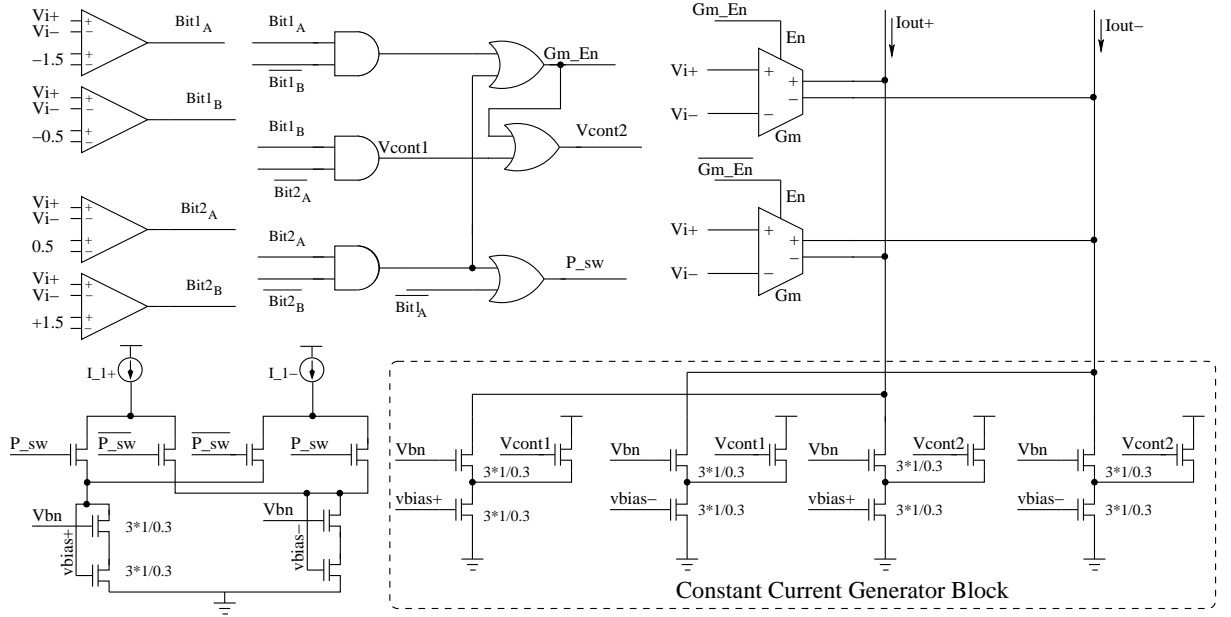 Vi+
Vi−
−1.5
Bit1A
Vi+
Vi−
−0.5
Bit1B
Vi+
Vi−
0.5
Bit2A
Vi+
Vi−
+1.5
Bit2B
Bit1A
Bit1B
Gm_En
Bit1B
Bit2A
Vcont1
Vcont2
Bit2A
Bit2B
Bit1A
P_sw
Gm_En
En
Vi+
Vi−
Gm
Iout+
Iout−
Gm_En
En
Vi+
Vi−
Gm
I_1+
I_1−
P_sw
P_sw
P_sw
P_sw
Vbn
vbias+
3*1/0.3
3*1/0.3
Vbn
vbias−
Vbn
Vcont1
3*1/0.3
vbias+
3*1/0.3
Vbn
Vcont1
3*1/0.3
vbias−
3*1/0.3
Vbn
Vcont2
3*1/0.3
vbias+
3*1/0.3
Vbn
Vcont2
3*1/0.3
vbias−
3*1/0.3
Constant Current Generator Block